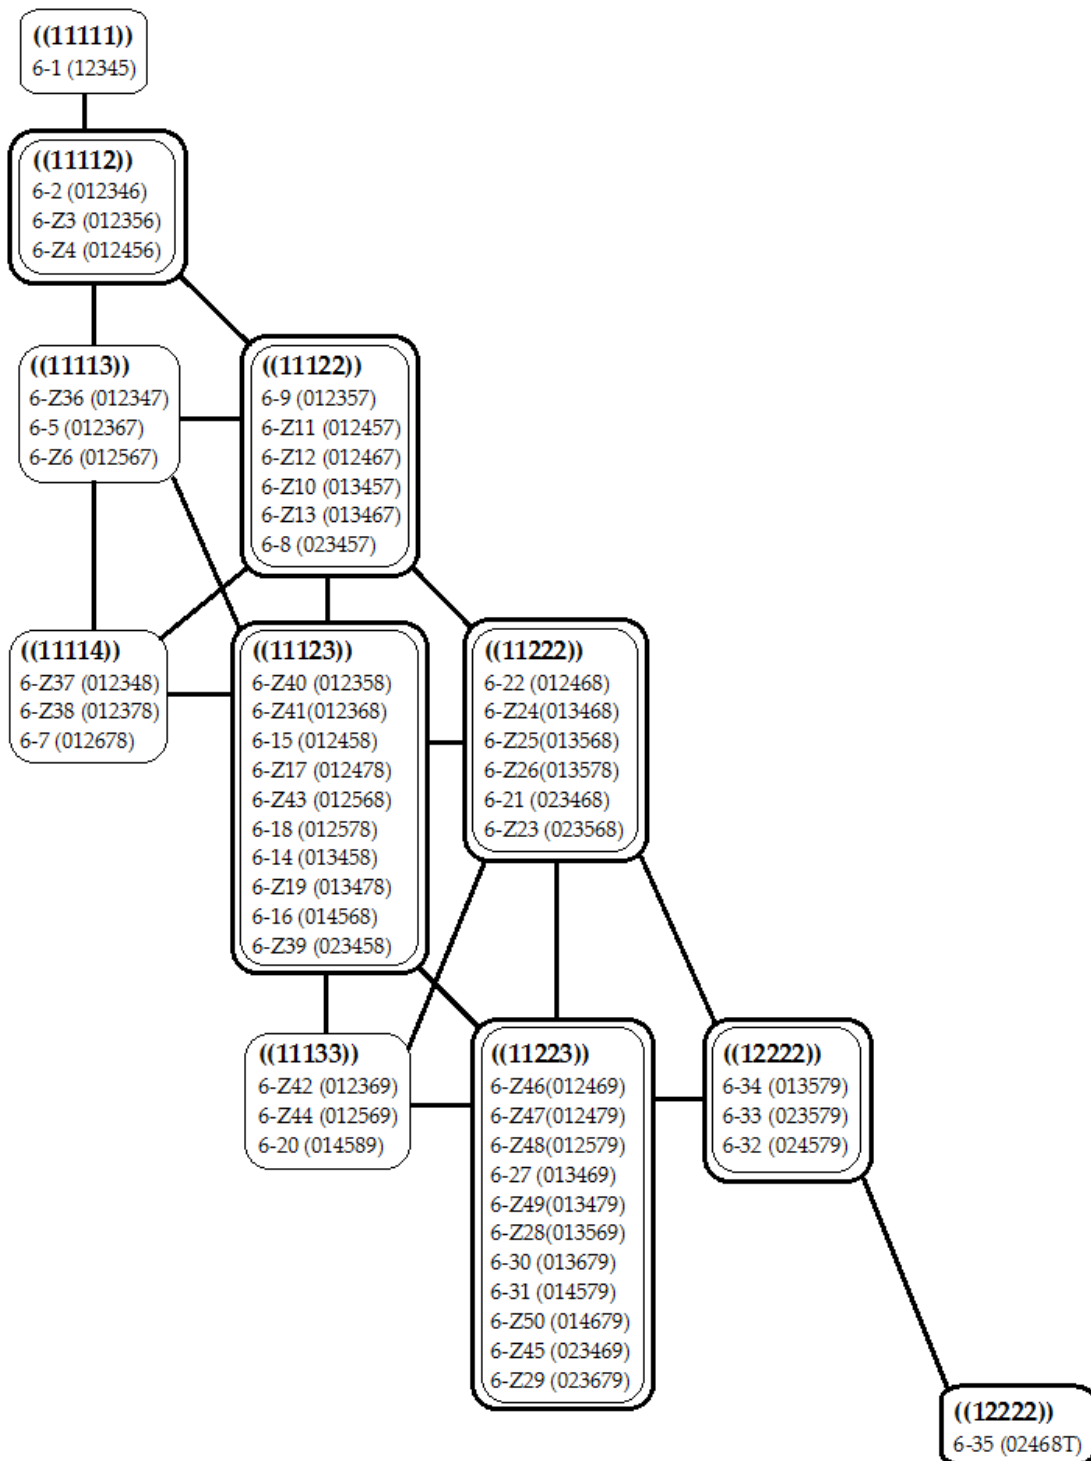 ((11111))
6-1 (12345)
((11112))
6-2 (012346)
6-Z3 (012356)
6-Z4 (012456)
((11113))
6-Z36 (012347)
6-5 (012367)
6-Z6 (012567)
((11122))
6-9 (012357)
6-Z11 (012457)
6-Z12 (012467)
6-Z10 (013457)
6-Z13 (013467)
6-8 (023457)
((11114))
6-Z37 (012348)
6-Z38 (012378)
6-7 (012678)
((11123))
6-Z40 (012358)
6-Z41(012368)
6-15 (012458)
6-Z17 (012478)
6-Z43 (012568)
6-18 (012578)
6-14 (013458)
6-Z19 (013478)
6-16 (014568)
6-Z39 (023458)
((11222))
6-22 (012468)
6-Z24(013468)
6-Z25(013568)
6-Z26(013578)
6-21 (023468)
6-Z23 (023568)
((11133))
6-Z42 (012369)
6-Z44 (012569)
6-20 (014589)
((11223))
6-Z46(012469)
6-Z47(012479)
6-Z48(012579)
6-27 (013469)
6-Z49(013479)
6-Z28(013569)
6-30 (013679)
6-31 (014579)
6-Z50 (014679)
6-Z45 (023469)
6-Z29 (023679)
((12222))
6-34 (013579)
6-33 (023579)
6-32 (024579)
((12222))
6-35 (02468T)